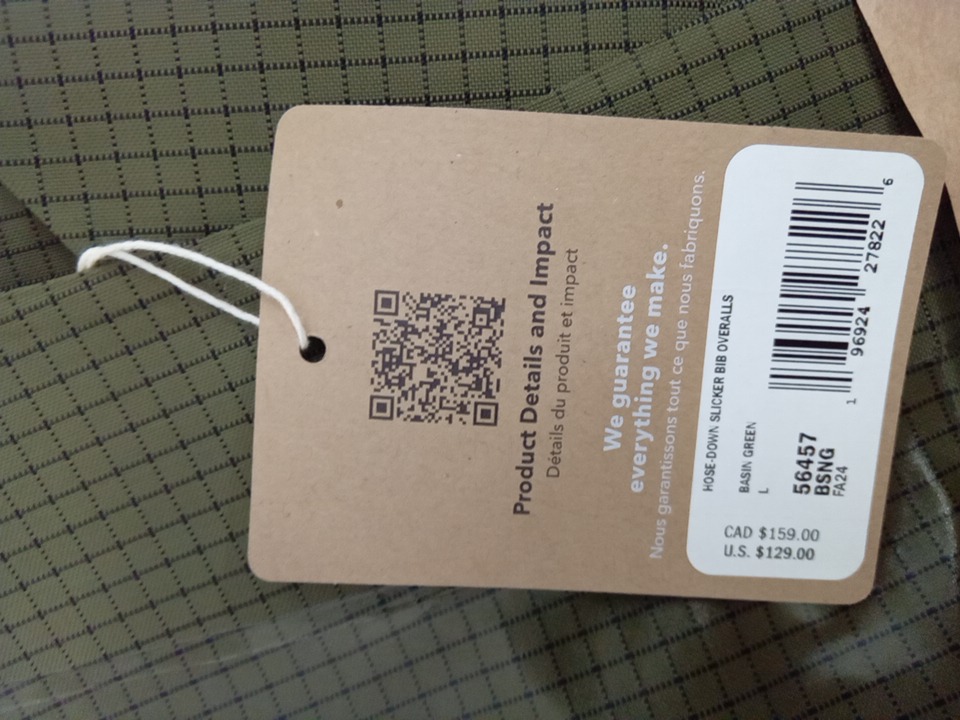 Product Details and Impact
Détails du produit et impact
We guarantee
everything we make.
Nous garantissons tout ce que nous fabriquons.
HOSE-DOWN SLICKER BIB OVERALLS
BASIN GREEN
L
56457
BSNG
FA24
1 96924 27822 6
CAD $159.00
U.S. $129.00